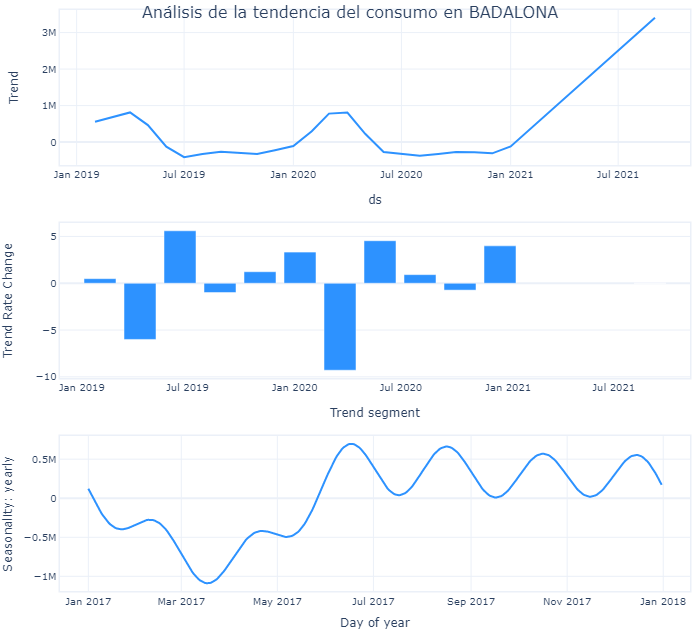 Análisis de la tendencia del consumo en BADALONA
3M
2M
1M
0
Trend
Jan 2019
Jul 2019
Jan 2020
Jul 2020
Jan 2021
Jul 2021
ds
5
0
−5
−10
Trend Rate Change
Jan 2019
Jul 2019
Jan 2020
Jul 2020
Jan 2021
Jul 2021
Trend segment
0.5M
0
−0.5M
−1M
Seasonality: yearly
Jan 2017
Mar 2017
May 2017
Jul 2017
Sep 2017
Nov 2017
Jan 2018
Day of year